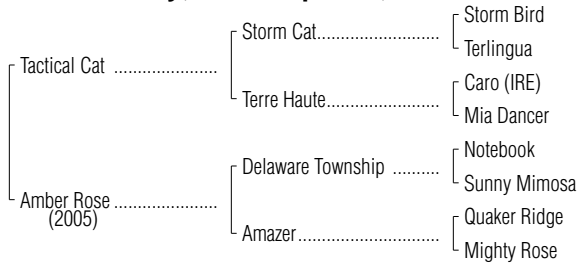 Storm Bird
Storm Cat........................................
Terlingua
Tactical Cat ......................
Caro (IRE)
Terre Haute.....................................
Mia Dancer
Notebook
Delaware Township ..........
Sunny Mimosa
Amber Rose ......................
(2005)
Quaker Ridge
Amazer..............................................
Mighty Rose